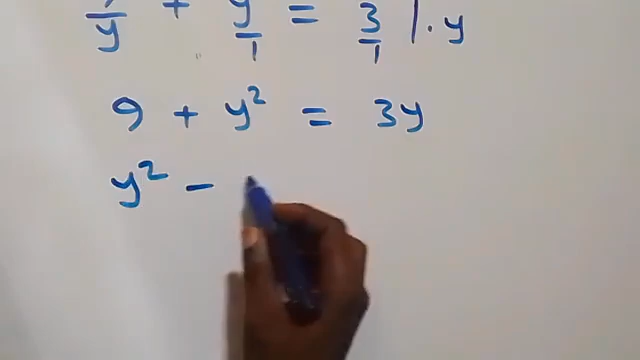 /y + y/1 = 3/1 | . y
9 + y² = 3y
y² -